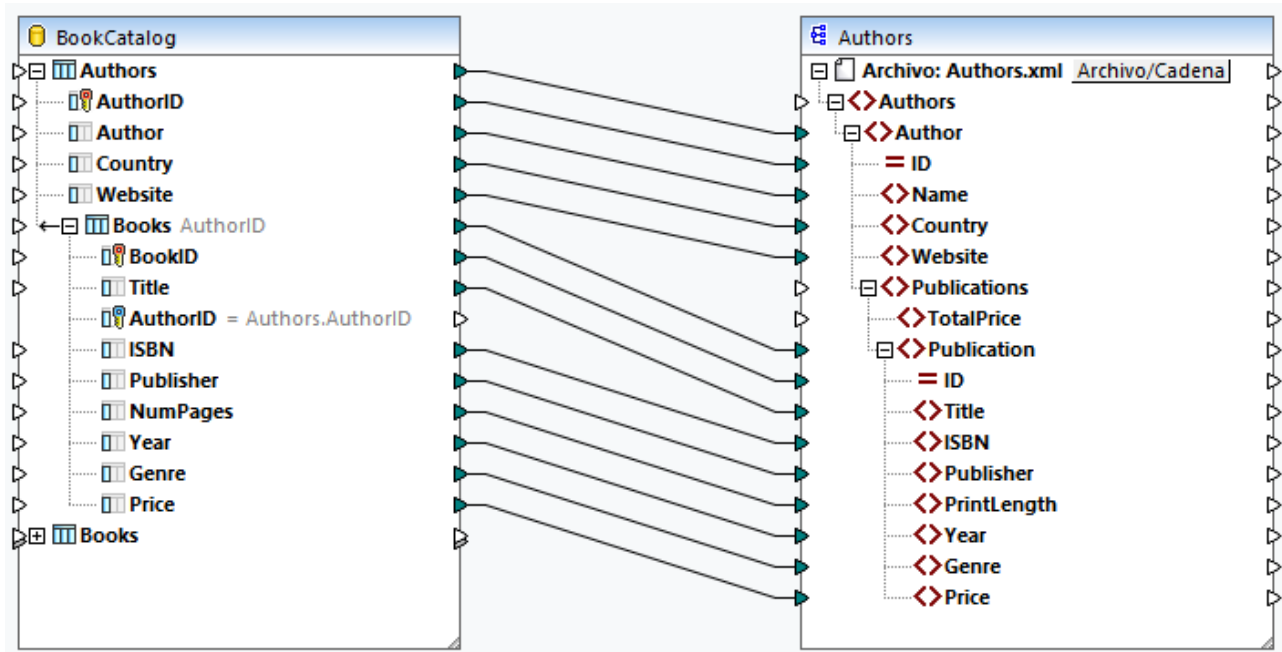 BookCatalog
Authors
AuthorID
Author
Country
Website
Books AuthorID
BookID
Title
AuthorID = Authors.AuthorID
ISBN
Publisher
NumPages
Year
Genre
Price
Books
Authors
Archivo: Authors.xml Archivo/Cadena
Authors
Author
ID
Name
Country
Website
Publications
TotalPrice
Publication
ID
Title
ISBN
Publisher
PrintLength
Year
Genre
Price